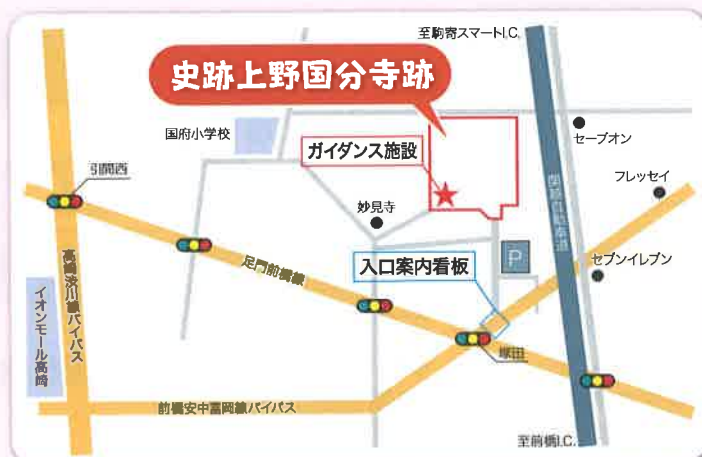 至駒寄スマートI.C.
史跡上野国分寺跡
国府小学校
セーブオン
ガイダンス施設
引間西
フレッセイ
妙見寺
関越自動車道
P
セブンイレブン
足門前橋線
入口案内看板
高崎渋川線バイパス
イオンモール高崎
塚田
前橋安中富岡線バイパス
至前橋I.C.